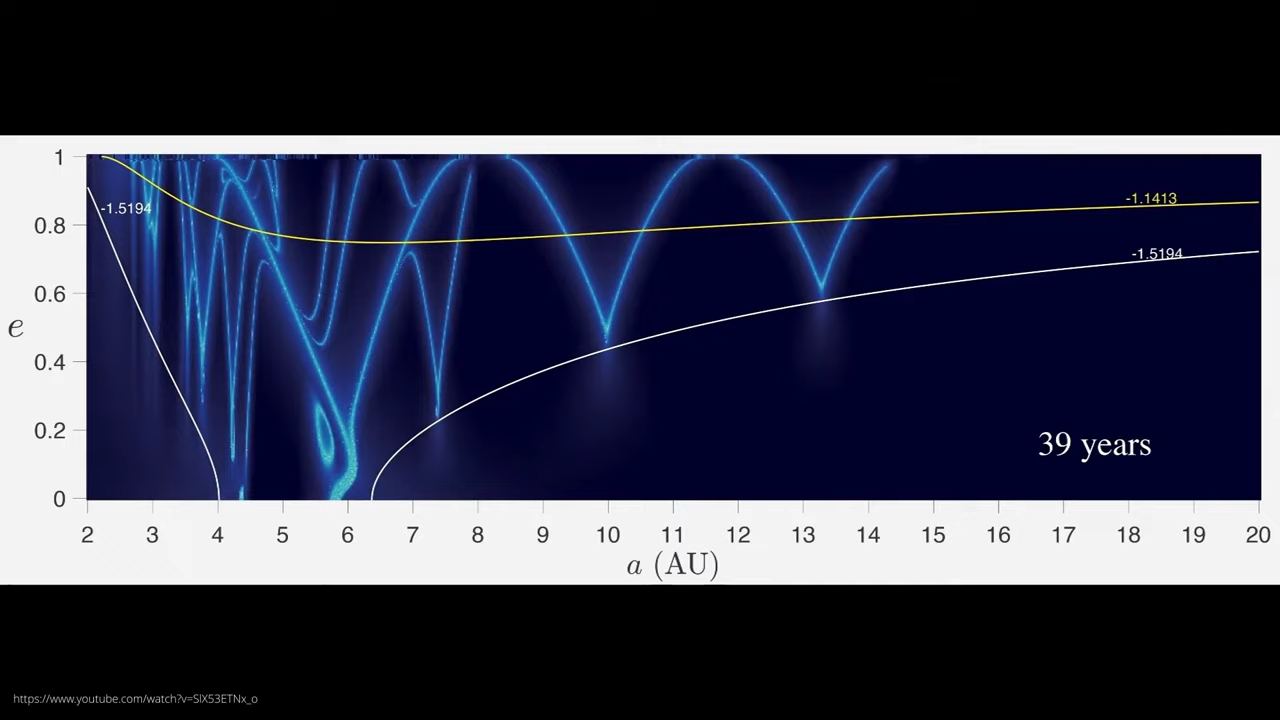 1
0.8
0.6
0.4
0.2
0
e
-1.5194
-1.1413
-1.5194
39 years
2 3 4 5 6 7 8 9 10 11 12 13 14 15 16 17 18 19 20
a (AU)
https://www.youtube.com/watch?v=SlX53ETNx_o